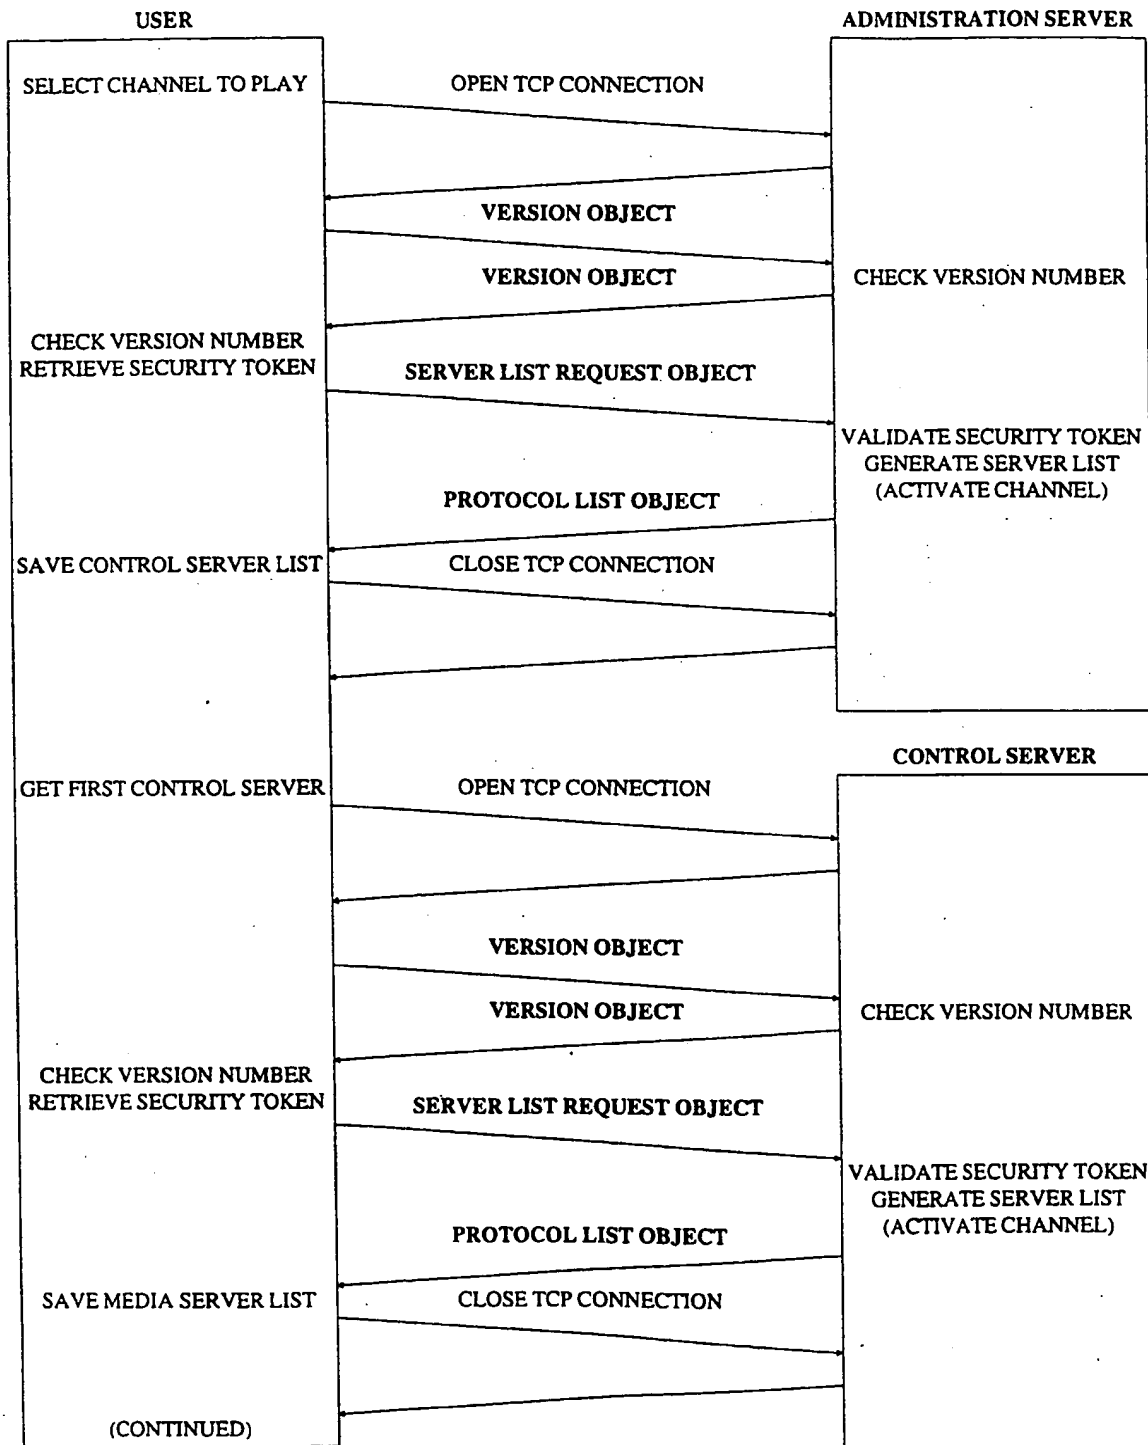 USER
ADMINISTRATION SERVER
SELECT CHANNEL TO PLAY
OPEN TCP CONNECTION
VERSION OBJECT
VERSION OBJECT
CHECK VERSION NUMBER
CHECK VERSION NUMBER
RETRIEVE SECURITY TOKEN
SERVER LIST REQUEST OBJECT
VALIDATE SECURITY TOKEN
GENERATE SERVER LIST
(ACTIVATE CHANNEL)
PROTOCOL LIST OBJECT
SAVE CONTROL SERVER LIST
CLOSE TCP CONNECTION
CONTROL SERVER
GET FIRST CONTROL SERVER
OPEN TCP CONNECTION
VERSION OBJECT
VERSION OBJECT
CHECK VERSION NUMBER
CHECK VERSION NUMBER
RETRIEVE SECURITY TOKEN
SERVER LIST REQUEST OBJECT
VALIDATE SECURITY TOKEN
GENERATE SERVER LIST
(ACTIVATE CHANNEL)
PROTOCOL LIST OBJECT
SAVE MEDIA SERVER LIST
CLOSE TCP CONNECTION
(CONTINUED)